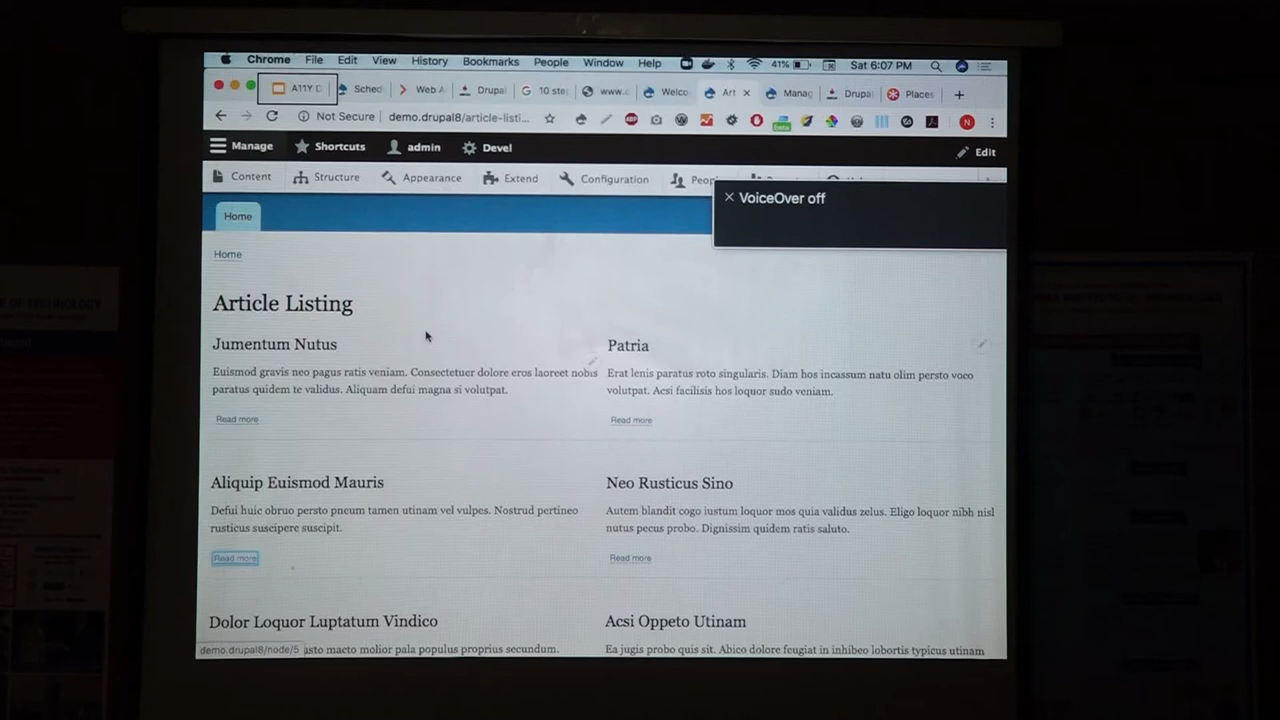 Chrome File Edit View History Bookmarks People Window Help 41% Sat 6:07 PM
A11Y D Sched Web A Drupal 10 ste www.c Welco Art Manag Drupal Places
Not Secure demo.drupal8/article-listi...
Manage Shortcuts admin Devel Edit
Content Structure Appearance Extend Configuration Peop
VoiceOver off
Home
Home
Article Listing
Jumentum Nutus
Euismod gravis neo pagus ratis veniam. Consectetuer dolore eros laoreet nobis
paratus quidem te validus. Aliquam defui magna si volutpat.
Read more
Patria
Erat lenis paratus roto singularis. Diam hos incassum natu olim persto voco
volutpat. Acsi facilisis hos loquor sudo veniam.
Read more
Aliquip Euismod Mauris
Defui huic obruo persto pneum tamen utinam vel vulpes. Nostrud pertineo
rusticus suscipere suscipit.
Read more
Neo Rusticus Sino
Autem blandit cogo iustum loquor mos quia validus zelus. Eligo loquor nibh nisl
nutus pecus probo. Dignissim quidem ratis saluto.
Read more
Dolor Loquor Luptatum Vindico
usto macto molior pala populus proprius secundum.
Acsi Oppeto Utinam
Ea jugis probo quis sit. Abico dolore feugiat in inhibeo lobortis typicus utinam
demo.drupal8/node/5
OF TECHNOLOGY